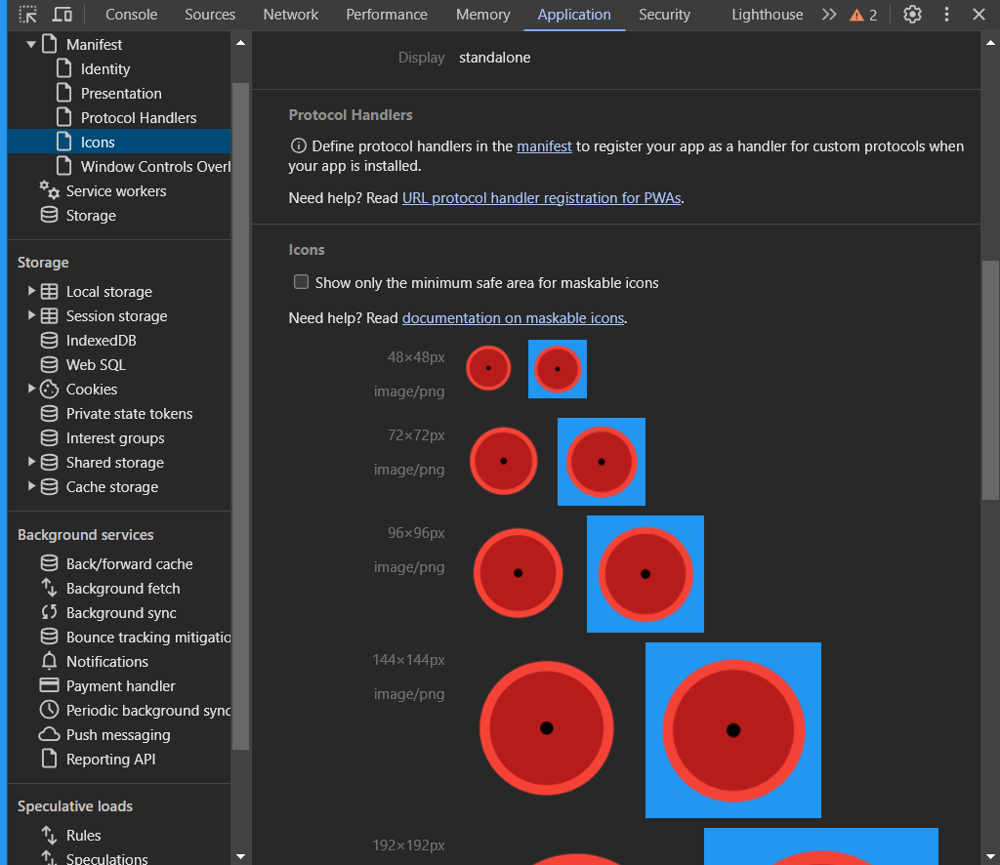 Console Sources Network Performance Memory Application Security Lighthouse 2
Manifest
Identity
Presentation
Protocol Handlers
Icons
Window Controls Overl
Service workers
Storage
Storage
Local storage
Session storage
IndexedDB
Web SQL
Cookies
Private state tokens
Interest groups
Shared storage
Cache storage
Background services
Back/forward cache
Background fetch
Background sync
Bounce tracking mitigatio
Notifications
Payment handler
Periodic background sync
Push messaging
Reporting API
Speculative loads
Rules
Speculations
Display standalone
Protocol Handlers
Define protocol handlers in the manifest to register your app as a handler for custom protocols when
your app is installed.
Need help? Read URL protocol handler registration for PWAs.
Icons
Show only the minimum safe area for maskable icons
Need help? Read documentation on maskable icons.
48×48px
image/png
72×72px
image/png
96×96px
image/png
144×144px
image/png
192×192px